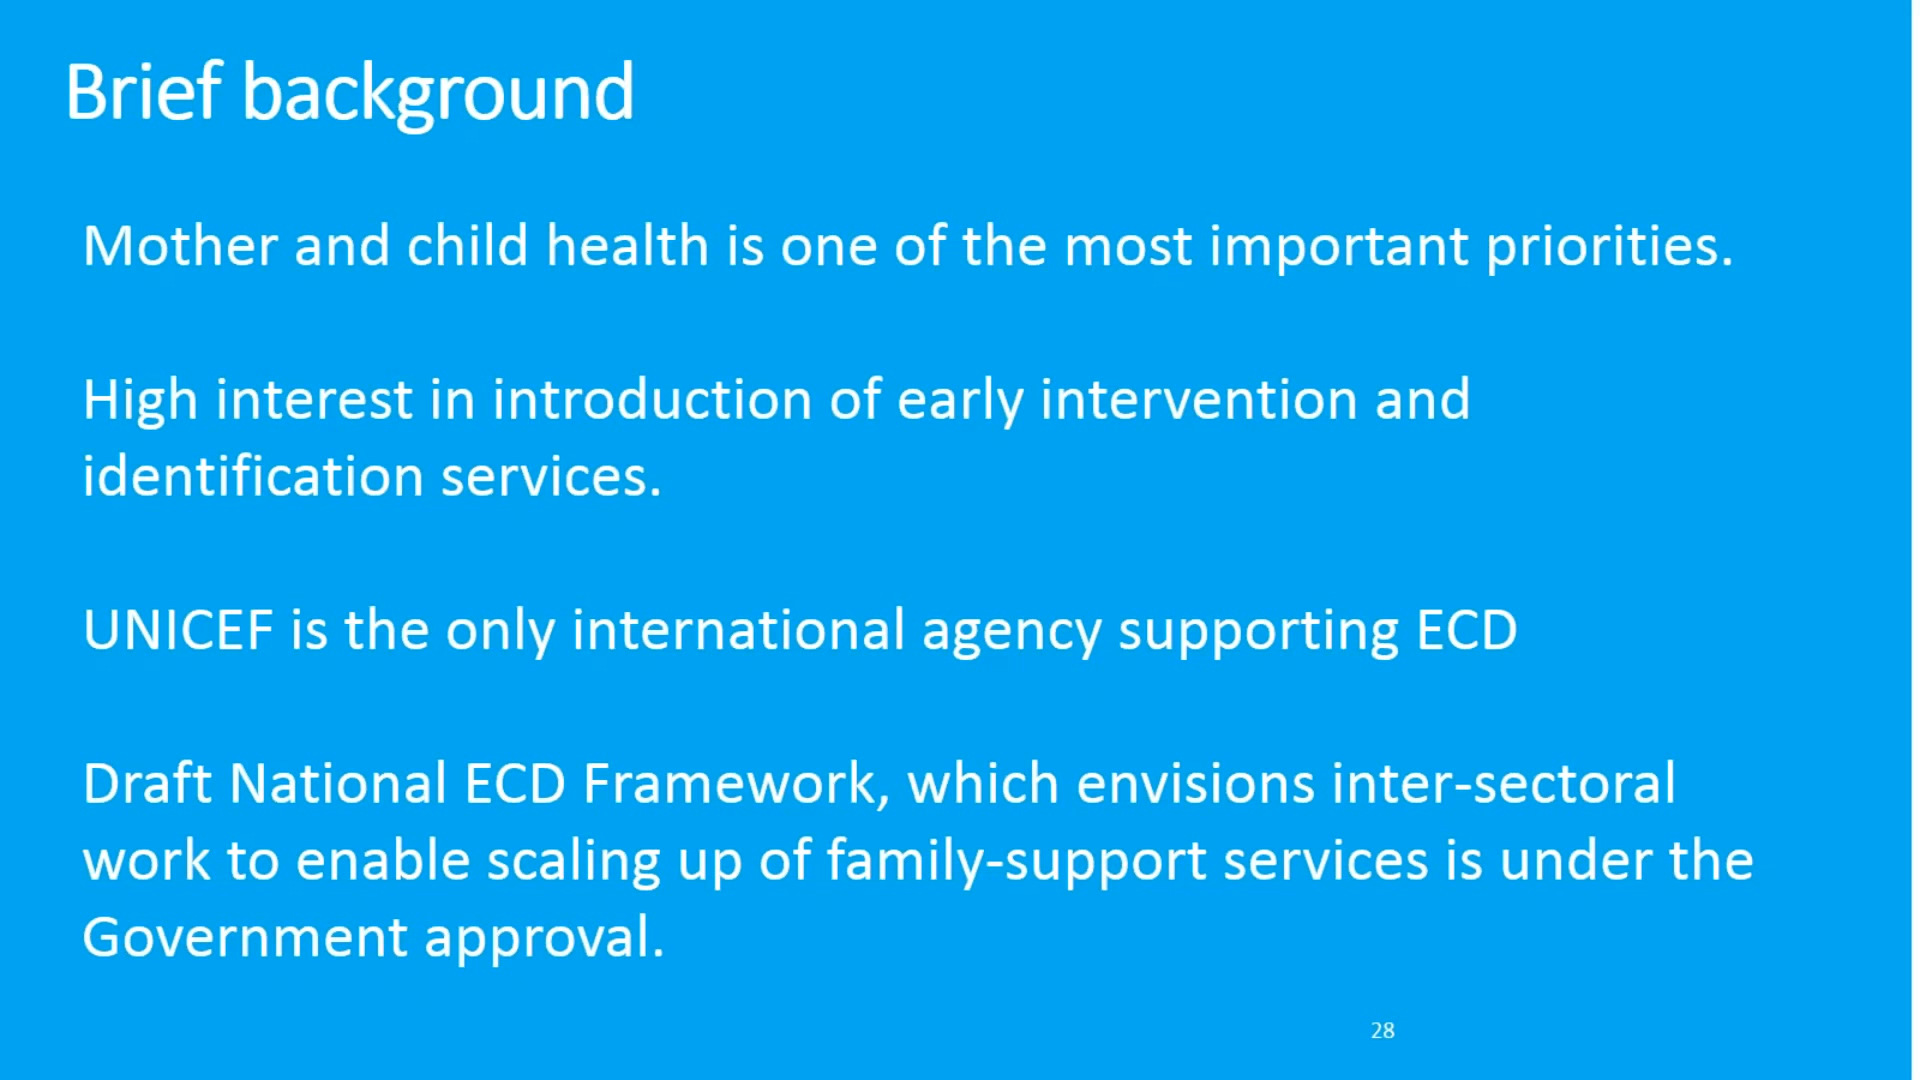 Brief background
Mother and child health is one of the most important priorities.
High interest in introduction of early intervention and
identification services.
UNICEF is the only international agency supporting ECD
Draft National ECD Framework, which envisions inter-sectoral
work to enable scaling up of family-support services is under the
Government approval.
28